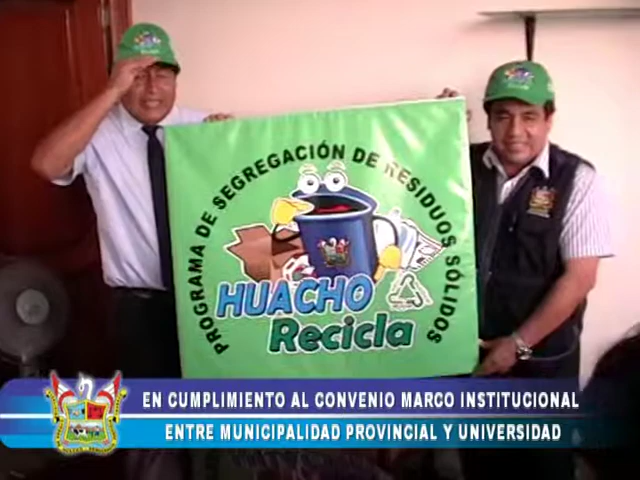 PROGRAMA DE SEGREGACIÓN DE RESIDUOS SÓLIDOS
HUACHO
Recicla
EN CUMPLIMIENTO AL CONVENIO MARCO INSTITUCIONAL
ENTRE MUNICIPALIDAD PROVINCIAL Y UNIVERSIDAD